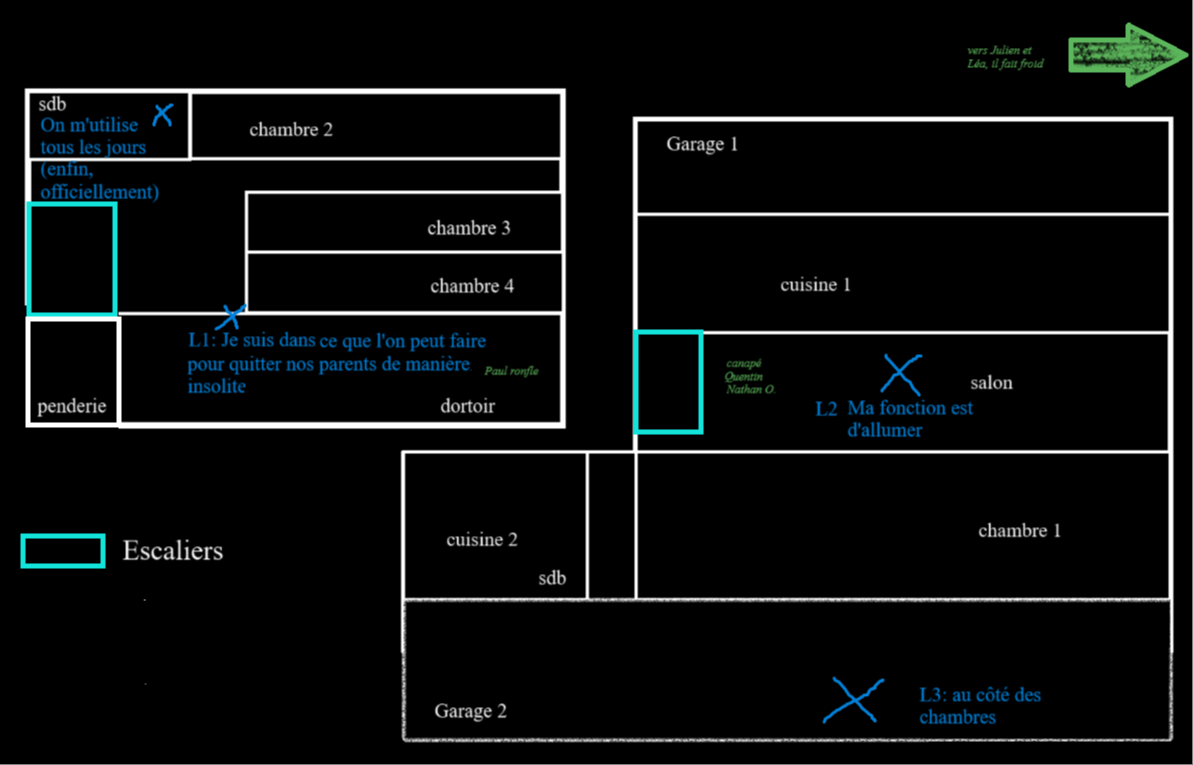 vers Julien et
Léa, il fait froid
sdb
On m'utilise
tous les jours
(enfin,
officiellement)
chambre 2
chambre 3
chambre 4
L1: Je suis dans ce que l'on peut faire
pour quitter nos parents de manière
insolite
Paul ronfle
penderie
dortoir
Garage 1
cuisine 1
canapé
Quentin
Nathan O.
salon
L2 Ma fonction est
d'allumer
chambre 1
cuisine 2
sdb
Escaliers
Garage 2
L3: au côté des
chambres